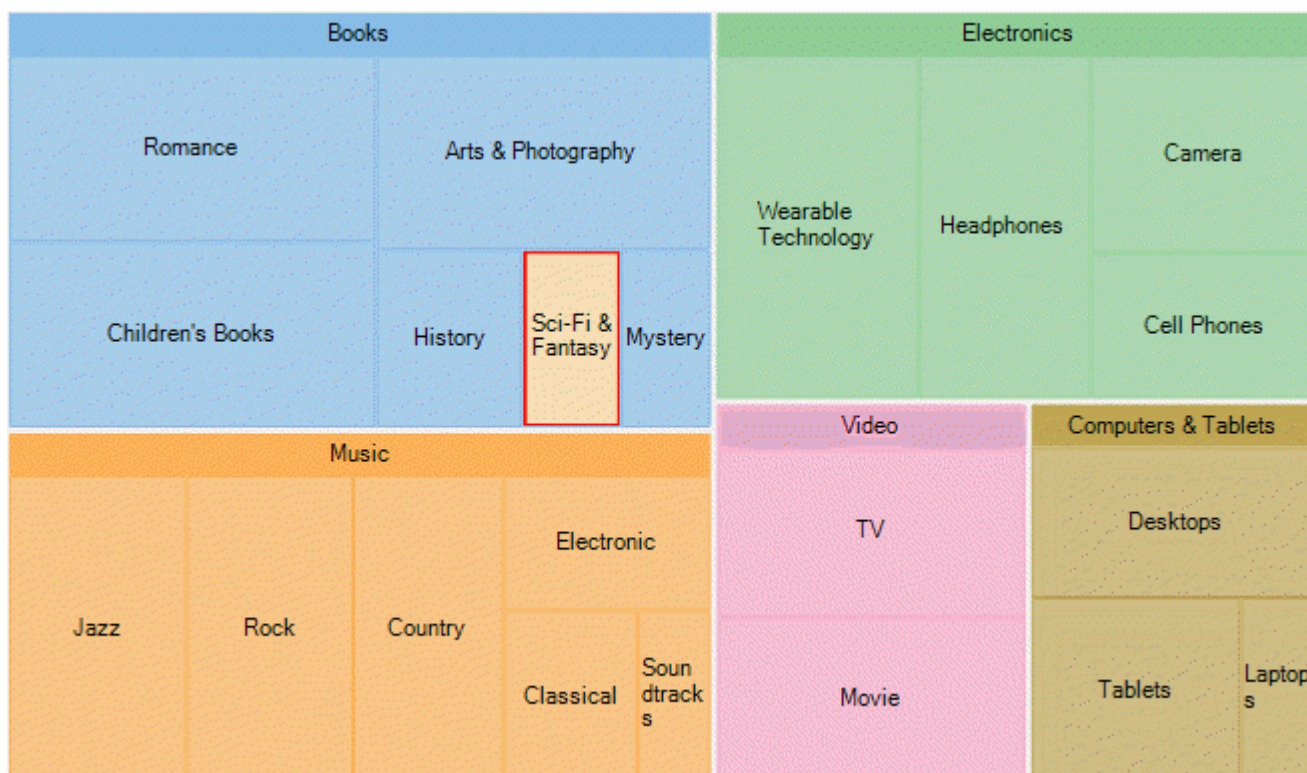 Books
Romance
Arts & Photography
Children's Books
History
Sci-Fi &
Fantasy
Mystery
Electronics
Wearable
Technology
Headphones
Camera
Cell Phones
Music
Jazz
Rock
Country
Electronic
Classical
Soun
dtrack
s
Video
TV
Movie
Computers & Tablets
Desktops
Tablets
Laptop
s